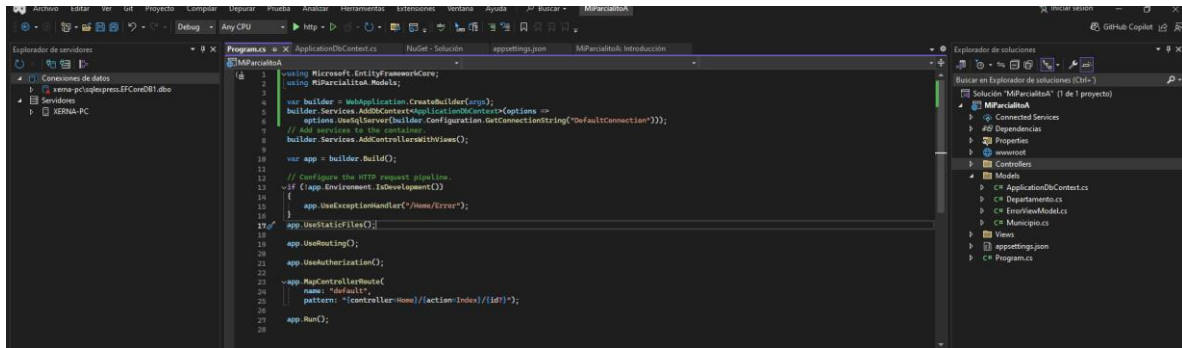 Archivo Editar Ver Git Proyecto Compilar Depurar Prueba Analizar Herramientas Extensiones Ventana Ayuda Buscar MiParcialitoA Iniciar sesión
Debug Any CPU http GitHub Copilot
Explorador de servidores
Conexiones de datos
xerna-pc\sqlexpress.EFCoreDB1.dbo
Servidores
XERNA-PC
Program.cs ApplicationDbContext.cs NuGet - Solución appsettings.json MiParcialitoA: Introducción
MiParcialitoA
1 using Microsoft.EntityFrameworkCore;
2 using MiParcialitoA.Models;
3
4 var builder = WebApplication.CreateBuilder(args);
5 builder.Services.AddDbContext<ApplicationDbContext>(options =>
6 options.UseSqlServer(builder.Configuration.GetConnectionString("DefaultConnection")));
7 // Add services to the container.
8 builder.Services.AddControllersWithViews();
9
10 var app = builder.Build();
11
12 // Configure the HTTP request pipeline.
13 if (!app.Environment.IsDevelopment())
14 {
15 app.UseExceptionHandler("/Home/Error");
16 }
17 app.UseStaticFiles();
18
19 app.UseRouting();
20
21 app.UseAuthorization();
22
23 app.MapControllerRoute(
24 name: "default",
25 pattern: "{controller=Home}/{action=Index}/{id?}");
26
27 app.Run();
28
Explorador de soluciones
Buscar en Explorador de soluciones (Ctrl+´)
Solución "MiParcialitoA" (1 de 1 proyecto)
MiParcialitoA
Connected Services
Dependencias
Properties
wwwroot
Controllers
Models
C# ApplicationDbContext.cs
C# Departamento.cs
C# ErrorViewModel.cs
C# Municipio.cs
Views
appsettings.json
C# Program.cs